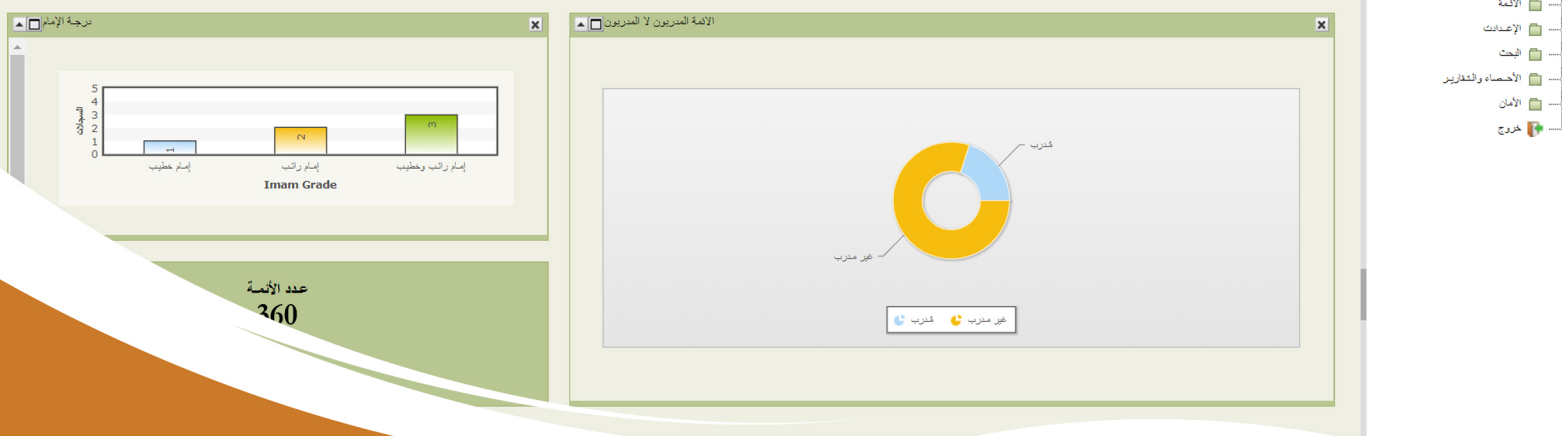 الأئمة
الإعدادت
البحث
الأحصاء والتقارير
الأمان
خروج
الائمة المدربون لا المدربون
مُدرب
غير مدرب
غير مدرب
مُدرب
درجة الإمام
السجلات
5
4
3
2
1
0
1
2
3
إمام خطيب
إمام راتب
إمام راتب وخطيب
Imam Grade
عدد الأئمة
360